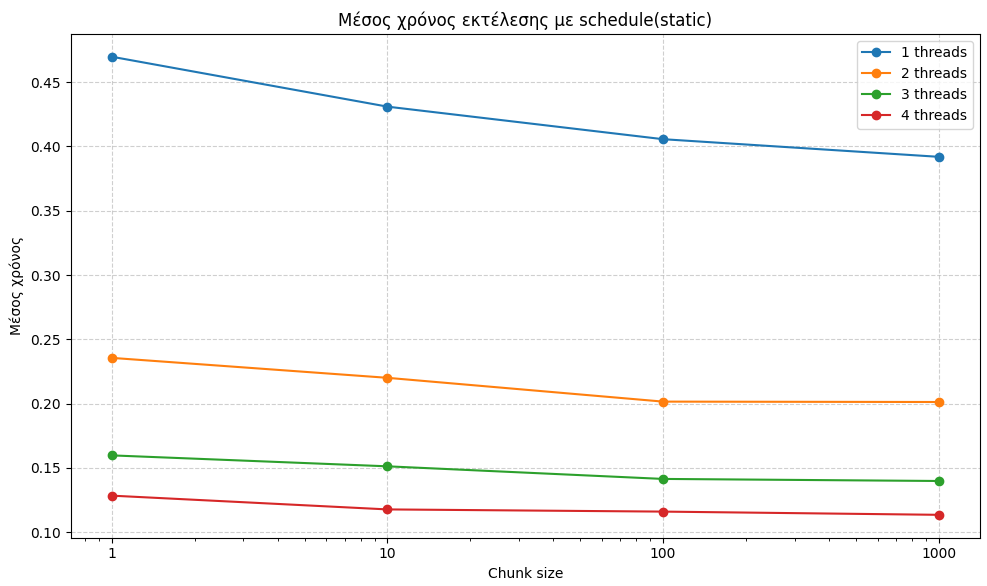 Μέσος χρόνος εκτέλεσης με schedule(static)
1 threads
2 threads
3 threads
4 threads
Μέσος χρόνος
0.45
0.40
0.35
0.30
0.25
0.20
0.15
0.10
1
10
100
1000
Chunk size